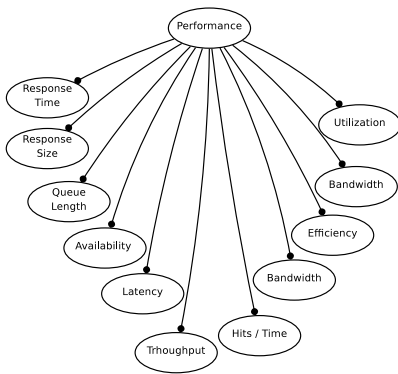 Performance
Response
Time
Response
Size
Queue
Length
Availability
Latency
Trhoughput
Hits / Time
Bandwidth
Efficiency
Bandwidth
Utilization